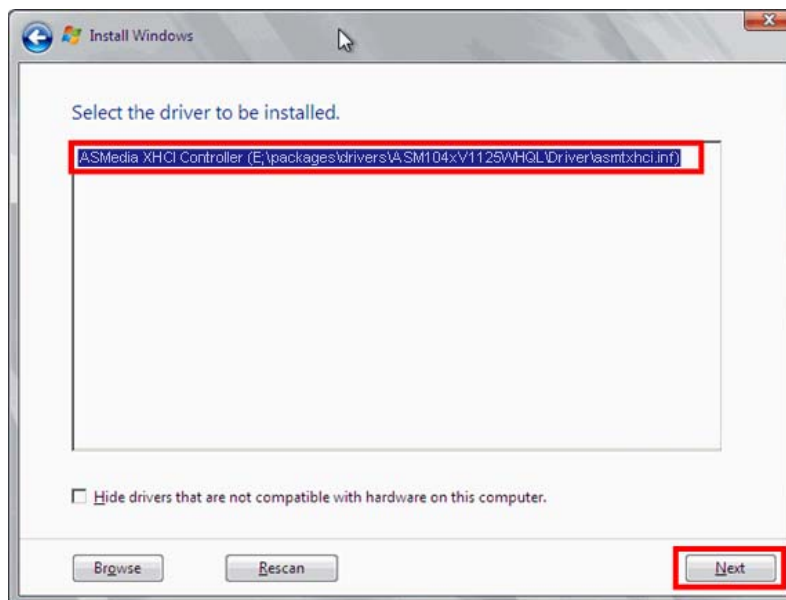 Install Windows
Select the driver to be installed.
ASMedia XHCI Controller (E;\packages\drivers\ASM104xV1125WHQL\Driver\asmtxhci.inf)
Hide drivers that are not compatible with hardware on this computer.
Browse Rescan Next